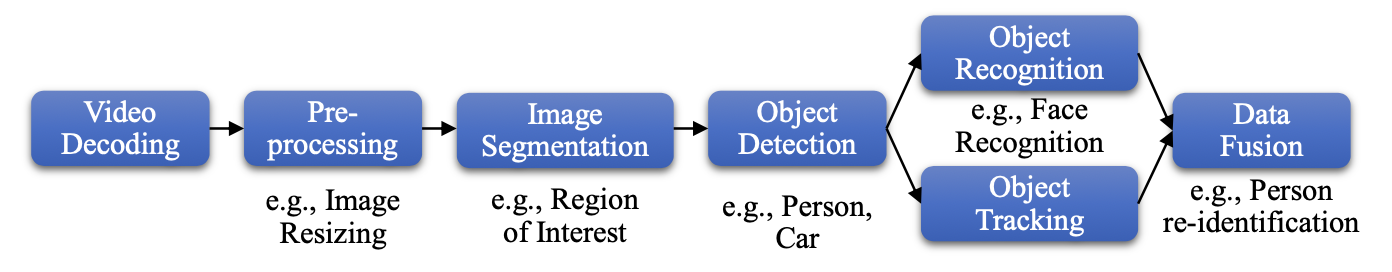 Video
Decoding
Pre-
processing
e.g., Image
Resizing
Image
Segmentation
e.g., Region
of Interest
Object
Detection
e.g., Person,
Car
Object
Recognition
e.g., Face
Recognition
Object
Tracking
Data
Fusion
e.g., Person
re-identification